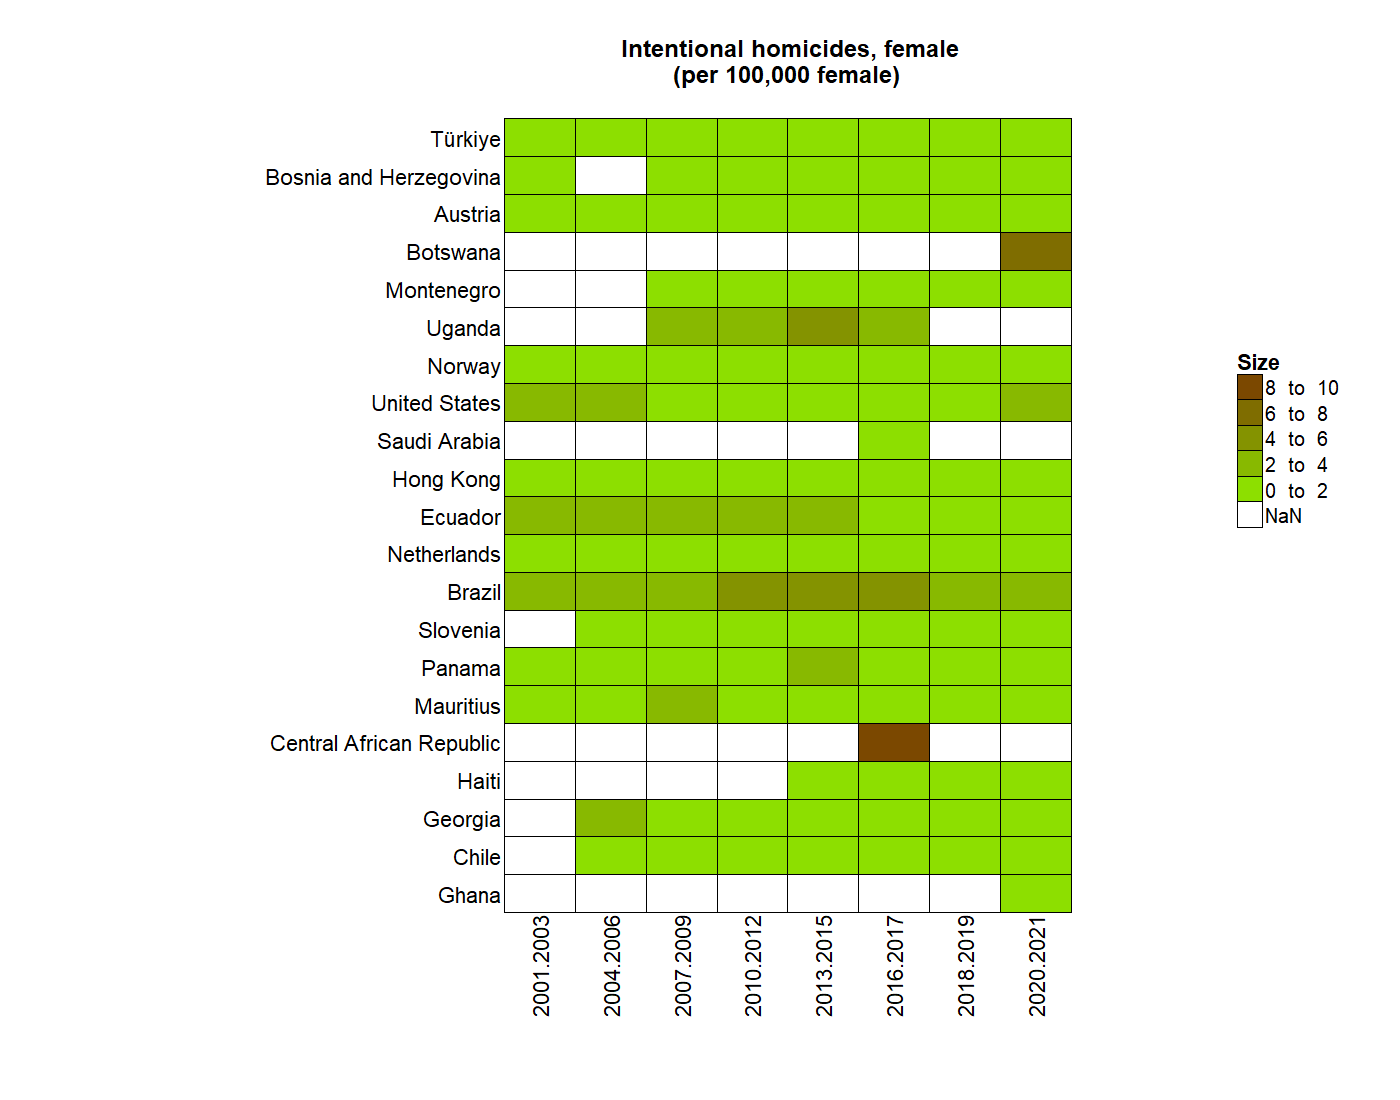 Intentional homicides, female
(per 100,000 female)
Türkiye
Bosnia and Herzegovina
Austria
Botswana
Montenegro
Uganda
Norway
United States
Saudi Arabia
Hong Kong
Ecuador
Netherlands
Brazil
Slovenia
Panama
Mauritius
Central African Republic
Haiti
Georgia
Chile
Ghana
2001.2003
2004.2006
2007.2009
2010.2012
2013.2015
2016.2017
2018.2019
2020.2021
Size
8 to 10
6 to 8
4 to 6
2 to 4
0 to 2
NaN